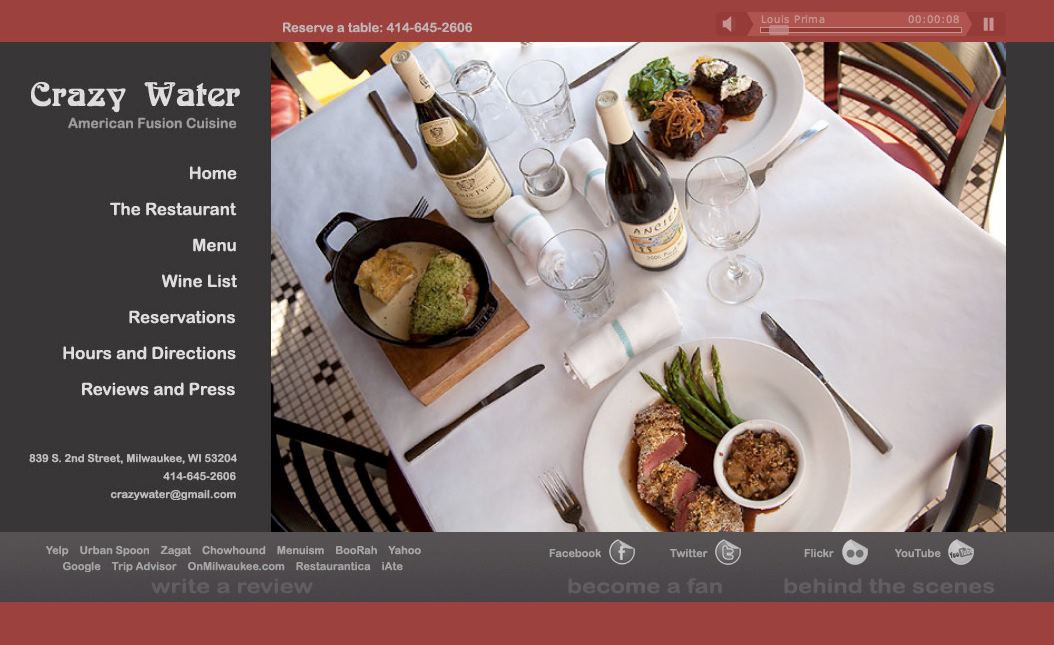 Reserve a table: 414-645-2606
Louis Prima 00:00:08
Crazy Water
American Fusion Cuisine
Home
The Restaurant
Menu
Wine List
Reservations
Hours and Directions
Reviews and Press
839 S. 2nd Street, Milwaukee, WI 53204
414-645-2606
crazywater@gmail.com
Yelp Urban Spoon Zagat Chowhound Menuism BooRah Yahoo
Google Trip Advisor OnMilwaukee.com Restaurantica iAte
write a review
Facebook Twitter
become a fan
Flickr YouTube
behind the scenes